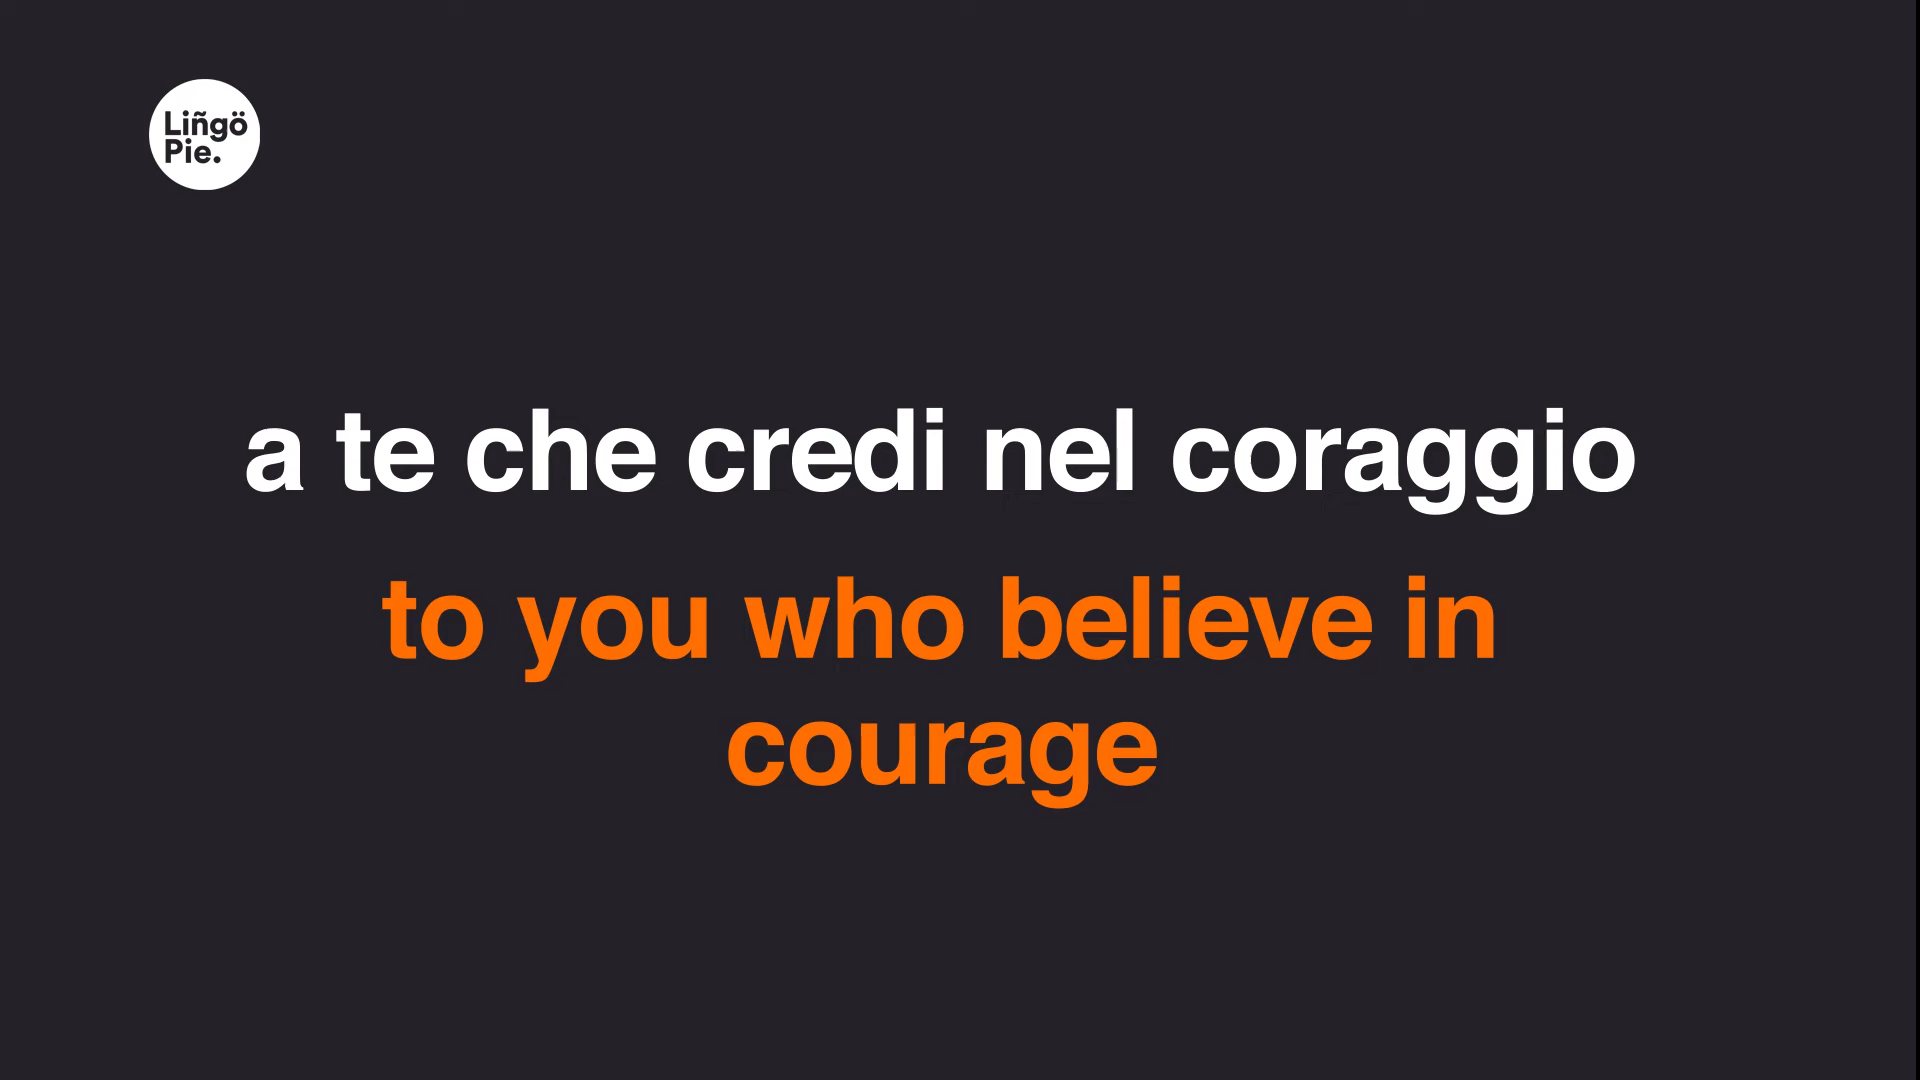 Liñgö
Pie.
a te che credi nel coraggio
to you who believe in
courage